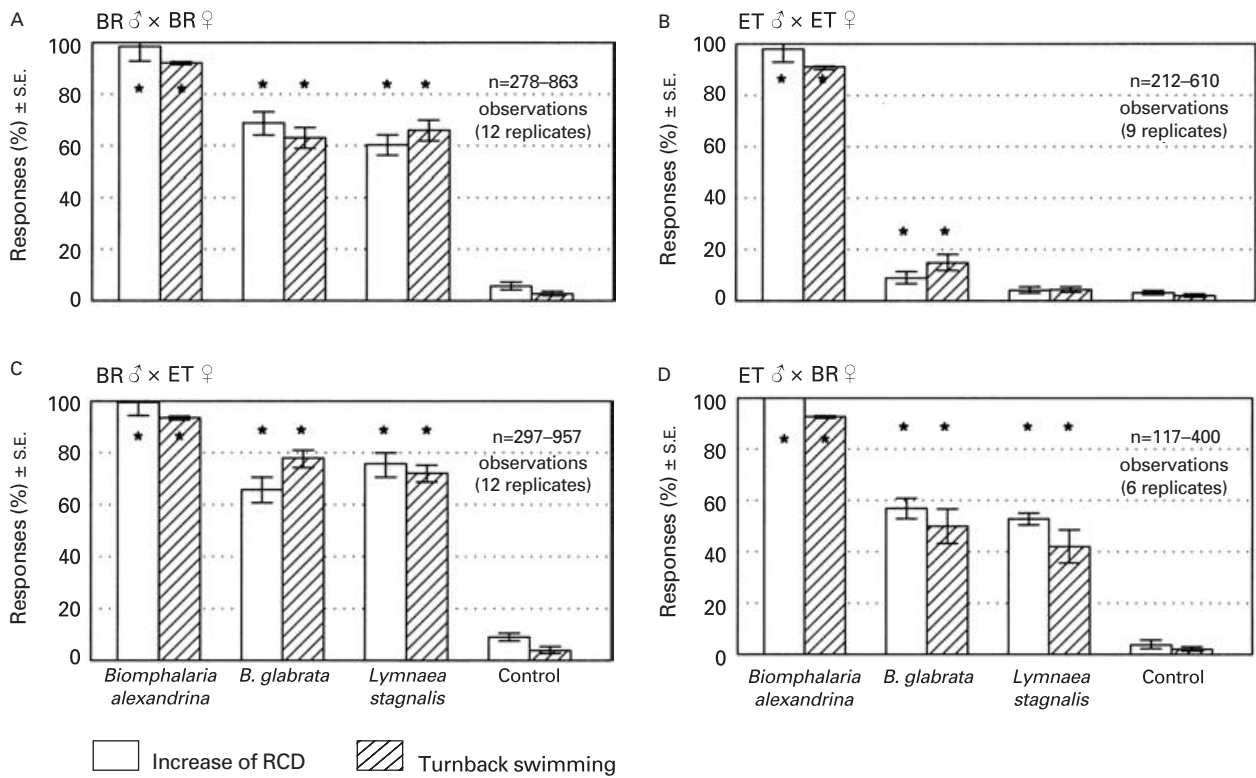 A
BR ♂ × BR ♀
100
80
60
40
20
0
Responses (%) ± S.E.
★ ★ ★ ★ ★ ★
n=278–863
observations
(12 replicates)
B
ET ♂ × ET ♀
100
80
60
40
20
0
Responses (%) ± S.E.
★ ★ ★ ★
n=212–610
observations
(9 replicates)
C
BR ♂ × ET ♀
100
80
60
40
20
0
Responses (%) ± S.E.
★ ★ ★ ★ ★ ★
n=297–957
observations
(12 replicates)
Biomphalaria
alexandrina
B. glabrata
Lymnaea
stagnalis
Control
D
ET ♂ × BR ♀
100
80
60
40
20
0
Responses (%) ± S.E.
★ ★ ★ ★ ★ ★
n=117–400
observations
(6 replicates)
Biomphalaria
alexandrina
B. glabrata
Lymnaea
stagnalis
Control
Increase of RCD
Turnback swimming